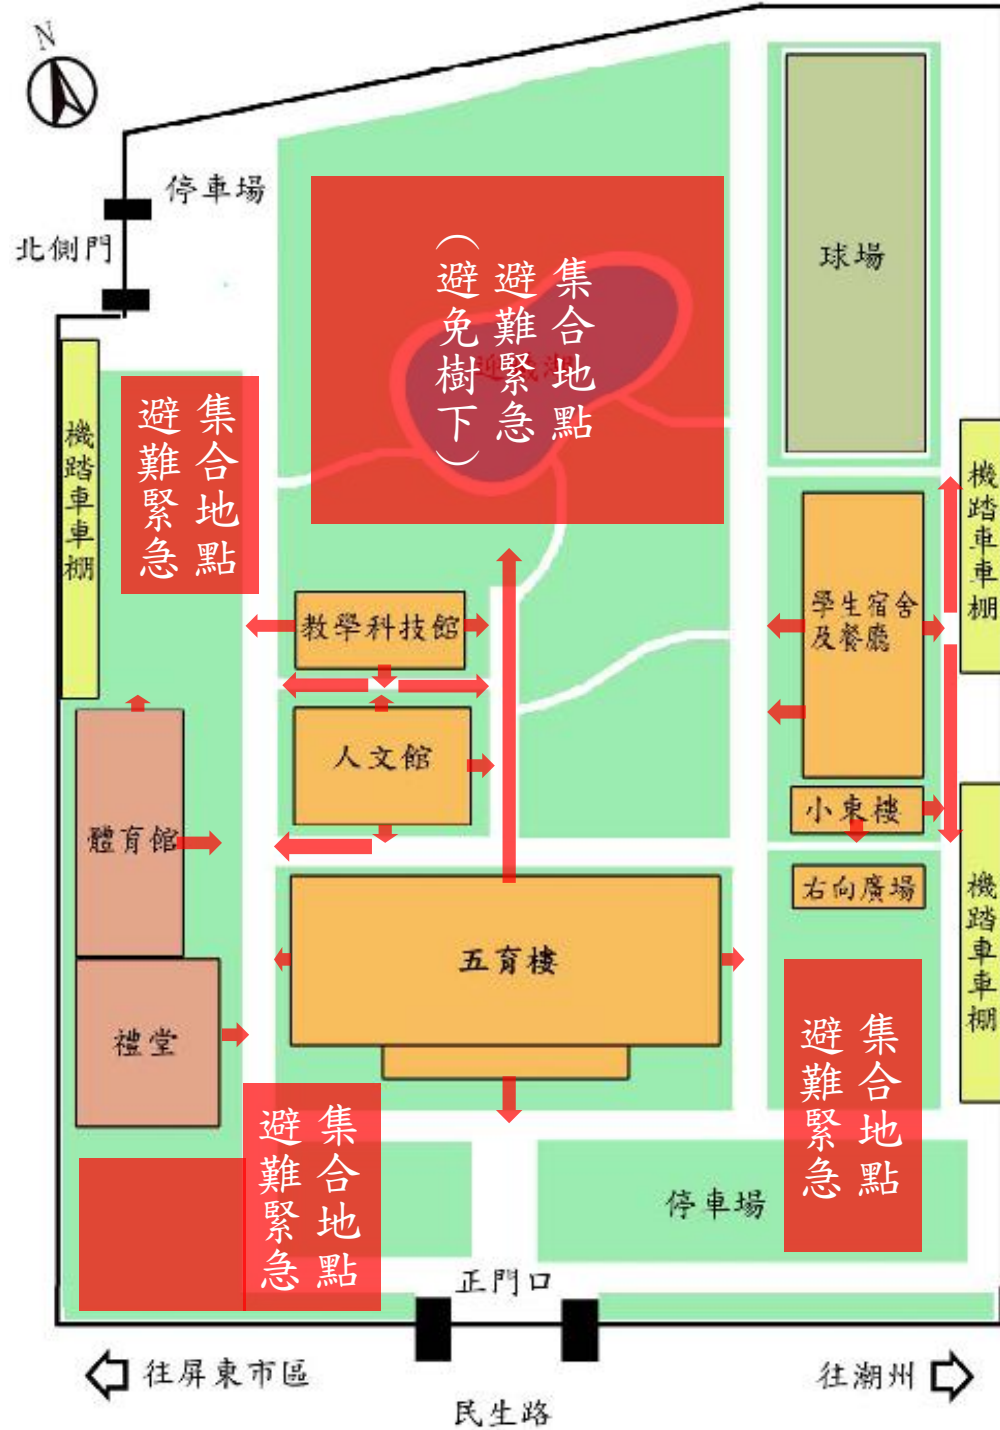 N
停車場
北側門
球場
集合地點
避難緊急
(避免樹下)
機踏車車棚
集合地點
避難緊急
機踏車車棚
教學科技館
學生宿舍
及餐廳
人文館
小東樓
體育館
右向廣場
機踏車車棚
五育樓
禮堂
集合地點
避難緊急
集合地點
避難緊急
停車場
正門口
往屏東市區
往潮州
民生路